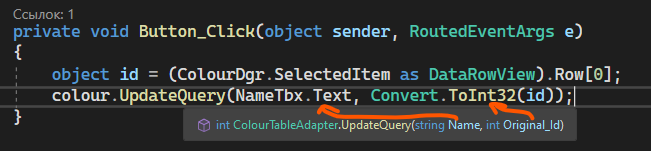 Ссылок: 1
private void Button_Click(object sender, RoutedEventArgs e)
{
object id = (ColourDgr.SelectedItem as DataRowView).Row[0];
colour.UpdateQuery(NameTbx.Text, Convert.ToInt32(id));
}
int ColourTableAdapter.UpdateQuery(string Name, int Original_Id)